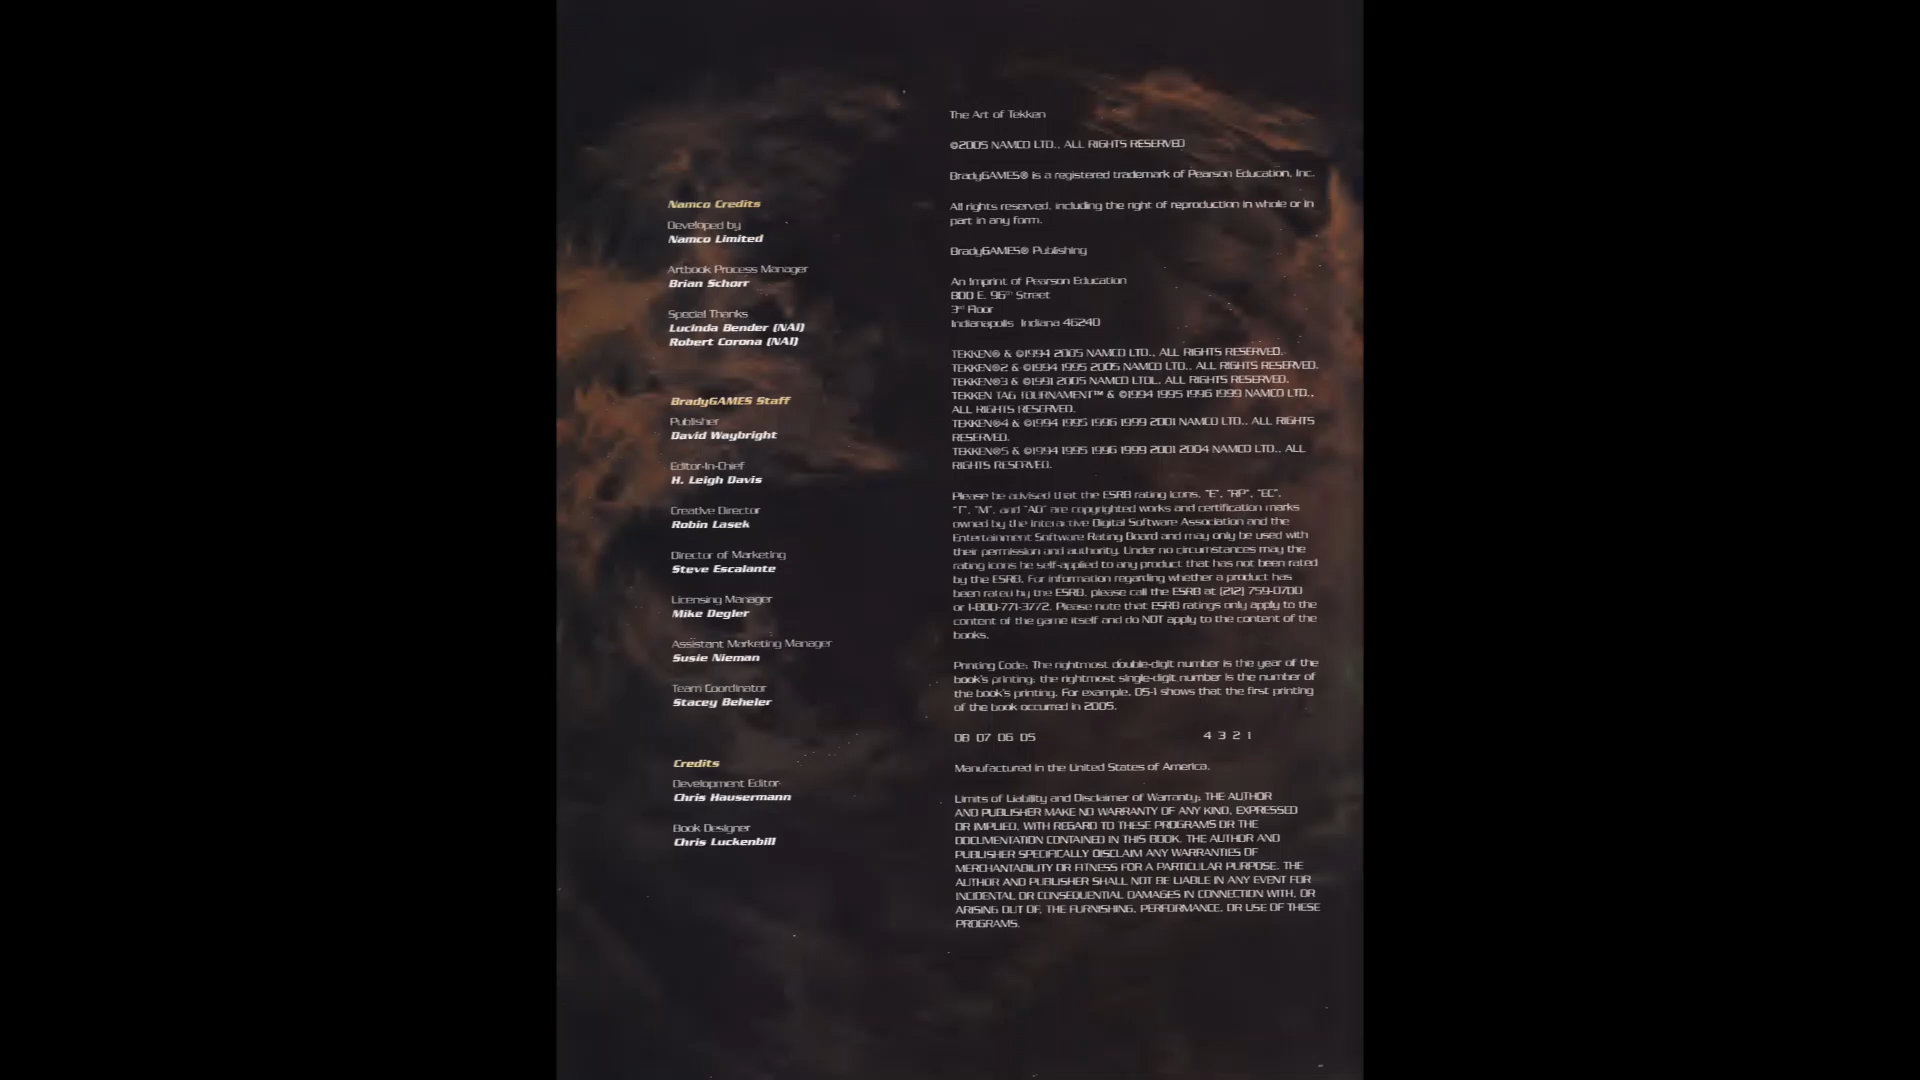 Namco Credits
Developed by
Namco Limited
Artbook Process Manager
Brian Schorr
Special Thanks
Lucinda Bender (NAI)
Robert Corona (NAI)
BradyGAMES Staff
Publisher
David Waybright
Editor-In-Chief
H. Leigh Davis
Creative Director
Robin Lasek
Director of Marketing
Steve Escalante
Licensing Manager
Mike Degler
Assistant Marketing Manager
Susie Nieman
Team Coordinator
Stacey Beheler
Credits
Development Editor
Chris Hausermann
Book Designer
Chris Luckenbill
The Art of Tekken
©2005 NAMCO LTD., ALL RIGHTS RESERVED
BradyGAMES® is a registered trademark of Pearson Education, Inc.
All rights reserved, including the right of reproduction in whole or in
part in any form.
BradyGAMES® Publishing
An Imprint of Pearson Education
800 E. 96th Street
3rd Floor
Indianapolis Indiana 46240
TEKKEN® & ©1994 2005 NAMCO LTD., ALL RIGHTS RESERVED.
TEKKEN®2 & ©1994 1995 2005 NAMCO LTD., ALL RIGHTS RESERVED.
TEKKEN®3 & ©1991 2005 NAMCO LTDL, ALL RIGHTS RESERVED.
TEKKEN TAG TOURNAMENT™ & ©1994 1995 1996 1999 NAMCO LTD.,
ALL RIGHTS RESERVED.
TEKKEN®4 & ©1994 1995 1996 1999 2001 NAMCO LTD., ALL RIGHTS
RESERVED.
TEKKEN®5 & ©1994 1995 1996 1999 2001 2004 NAMCO LTD., ALL
RIGHTS RESERVED.
Please be advised that the ESRB rating icons, "E", "RP", "EC",
"T", "M", and "AO" are copyrighted works and certification marks
owned by the Interactive Digital Software Association and the
Entertainment Software Rating Board and may only be used with
their permission and authority. Under no circumstances may the
rating icons be self-applied to any product that has not been rated
by the ESRB. For information regarding whether a product has
been rated by the ESRB, please call the ESRB at (212) 759-0700
or 1-800-771-3772. Please note that ESRB ratings only apply to the
content of the game itself and do NOT apply to the content of the
books.
Printing Code: The rightmost double-digit number is the year of the
book's printing; the rightmost single-digit number is the number of
the book's printing. For example, 05-1 shows that the first printing
of the book occurred in 2005.
08 07 06 05 4 3 2 1
Manufactured in the United States of America.
Limits of Liability and Disclaimer of Warranty: THE AUTHOR
AND PUBLISHER MAKE NO WARRANTY OF ANY KIND, EXPRESSED
OR IMPLIED, WITH REGARD TO THESE PROGRAMS OR THE
DOCUMENTATION CONTAINED IN THIS BOOK. THE AUTHOR AND
PUBLISHER SPECIFICALLY DISCLAIM ANY WARRANTIES OF
MERCHANTABILITY OR FITNESS FOR A PARTICULAR PURPOSE. THE
AUTHOR AND PUBLISHER SHALL NOT BE LIABLE IN ANY EVENT FOR
INCIDENTAL OR CONSEQUENTIAL DAMAGES IN CONNECTION WITH, OR
ARISING OUT OF, THE FURNISHING, PERFORMANCE, OR USE OF THESE
PROGRAMS.